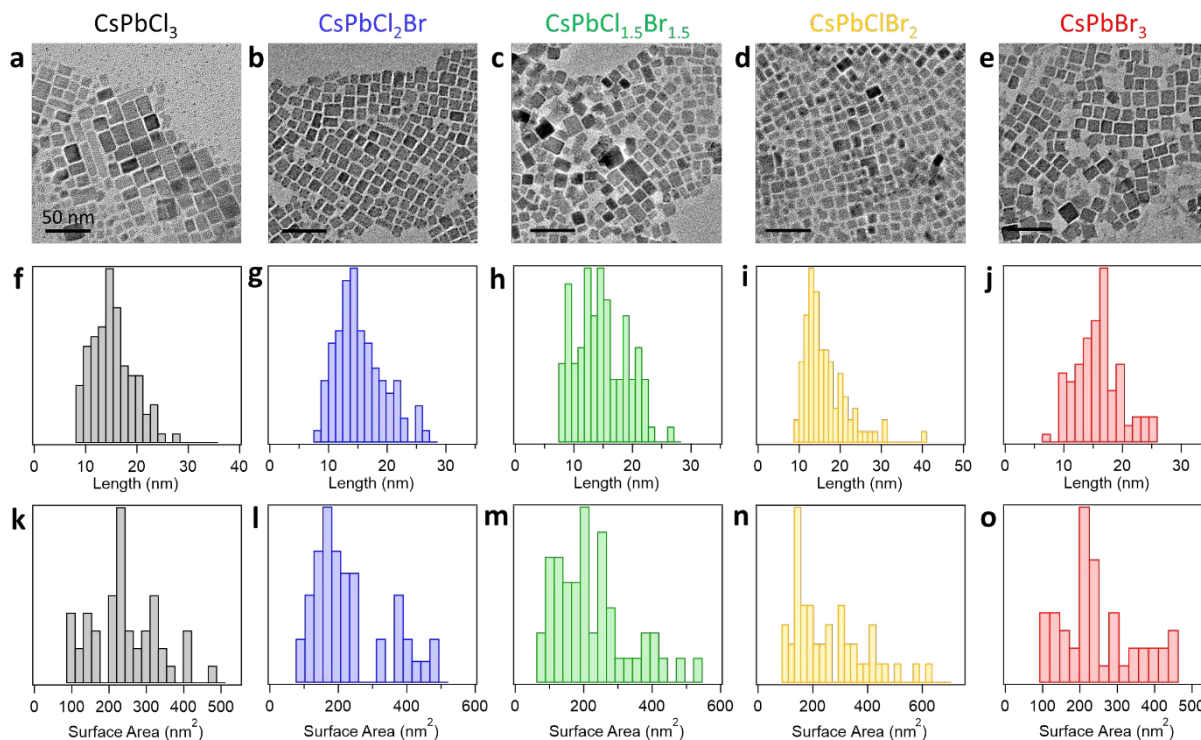 CsPbCl₃ CsPbCl₂Br CsPbCl₁.₅Br₁.₅ CsPbClBr₂ CsPbBr₃
a b c d e
50 nm
f g h i j
0 10 20 30 40 0 10 20 30 0 10 20 30 0 10 20 30 40 50 0 10 20 30
Length (nm) Length (nm) Length (nm) Length (nm) Length (nm)
k l m n o
0 100 200 300 400 500 0 200 400 600 0 200 400 600 0 200 400 600 0 100 200 300 400 500
Surface Area (nm²) Surface Area (nm²) Surface Area (nm²) Surface Area (nm²) Surface Area (nm²)